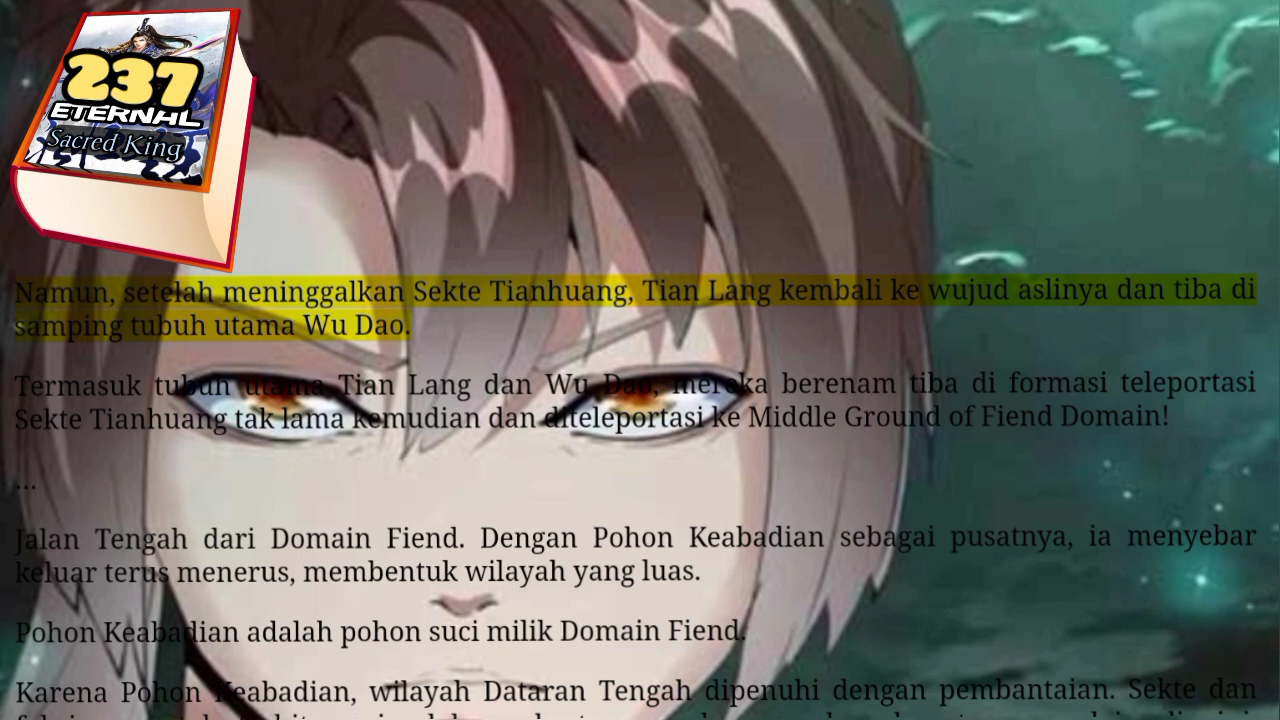 237
ETERNAL
Sacred King
Namun, setelah meninggalkan Sekte Tianhuang, Tian Lang kembali ke wujud aslinya dan tiba di
samping tubuh utama Wu Dao.
Termasuk tubuh utama Tian Lang dan Wu Dao, mereka berenam tiba di formasi teleportasi
Sekte Tianhuang tak lama kemudian dan diteleportasi ke Middle Ground of Fiend Domain!
...
Jalan Tengah dari Domain Fiend. Dengan Pohon Keabadian sebagai pusatnya, ia menyebar
keluar terus menerus, membentuk wilayah yang luas.
Pohon Keabadian adalah pohon suci milik Domain Fiend.
Karena Pohon Keabadian, wilayah Dataran Tengah dipenuhi dengan pembantaian. Sekte dan